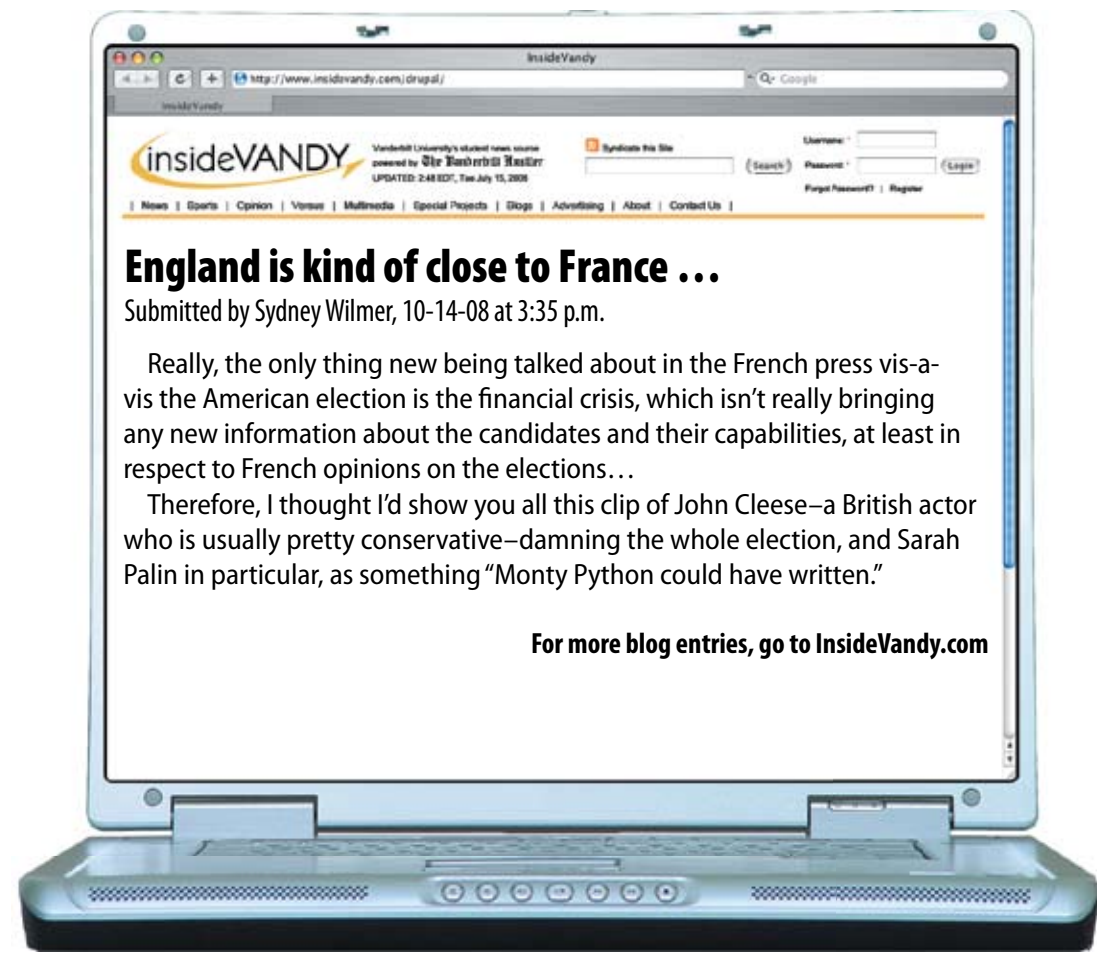 InsideVandy
http://www.insidevandy.com/drupal/
Google
InsideVandy
insideVANDY
Vanderbilt University's student news source
powered by The Vanderbilt Hustler
UPDATED: 2:48 EDT, Tue July 15, 2008
Syndicate this Site
Search
Username: *
Password: *
Login
Forgot Password? | Register
| News | Sports | Opinion | Versus | Multimedia | Special Projects | Blogs | Advertising | About | Contact Us |
England is kind of close to France …
Submitted by Sydney Wilmer, 10-14-08 at 3:35 p.m.
Really, the only thing new being talked about in the French press vis-a-
vis the American election is the financial crisis, which isn’t really bringing
any new information about the candidates and their capabilities, at least in
respect to French opinions on the elections…
Therefore, I thought I’d show you all this clip of John Cleese–a British actor
who is usually pretty conservative–damning the whole election, and Sarah
Palin in particular, as something “Monty Python could have written.”
For more blog entries, go to InsideVandy.com